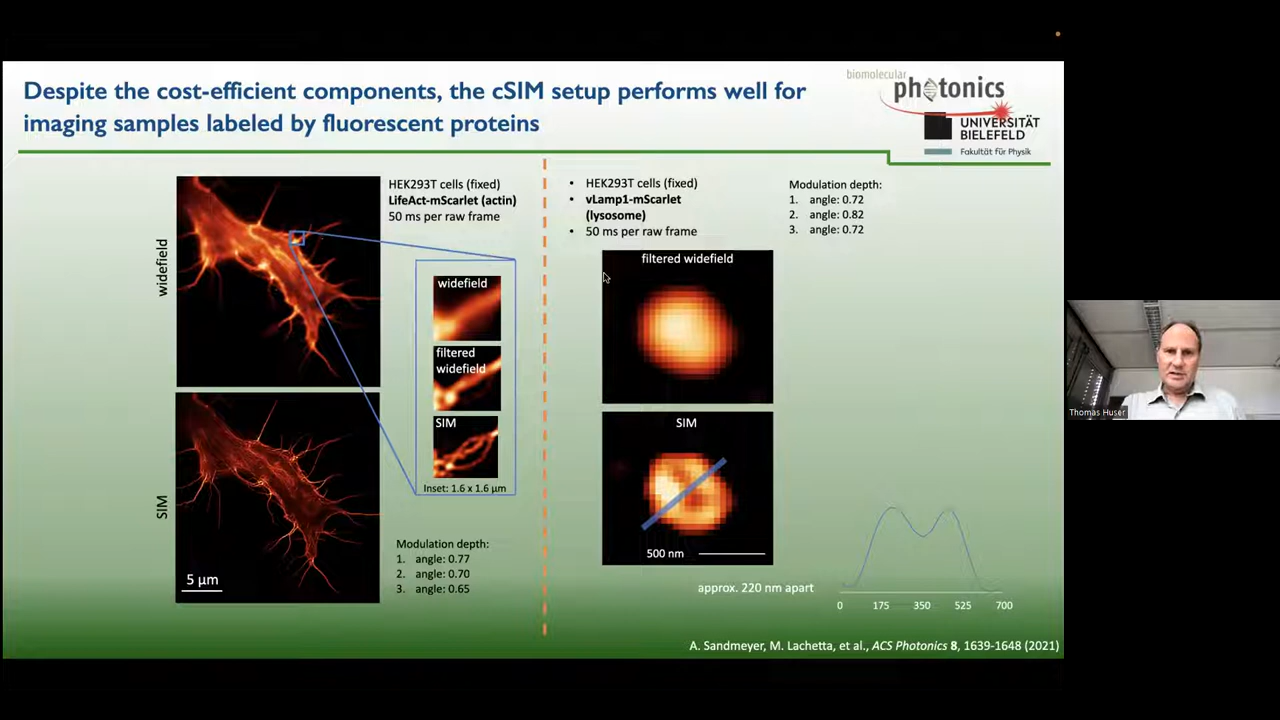 Despite the cost-efficient components, the cSIM setup performs well for
imaging samples labeled by fluorescent proteins
biomolecular
photonics
UNIVERSITÄT
BIELEFELD
Fakultät für Physik
widefield
HEK293T cells (fixed)
LifeAct-mScarlet (actin)
50 ms per raw frame
widefield
filtered
widefield
SIM
Inset: 1.6 x 1.6 µm
SIM
5 µm
Modulation depth:
1. angle: 0.77
2. angle: 0.70
3. angle: 0.65
• HEK293T cells (fixed)
• vLamp1-mScarlet
(lysosome)
• 50 ms per raw frame
Modulation depth:
1. angle: 0.72
2. angle: 0.82
3. angle: 0.72
filtered widefield
SIM
500 nm
approx. 220 nm apart
0 175 350 525 700
A. Sandmeyer, M. Lachetta, et al., ACS Photonics 8, 1639-1648 (2021)
Thomas Huser